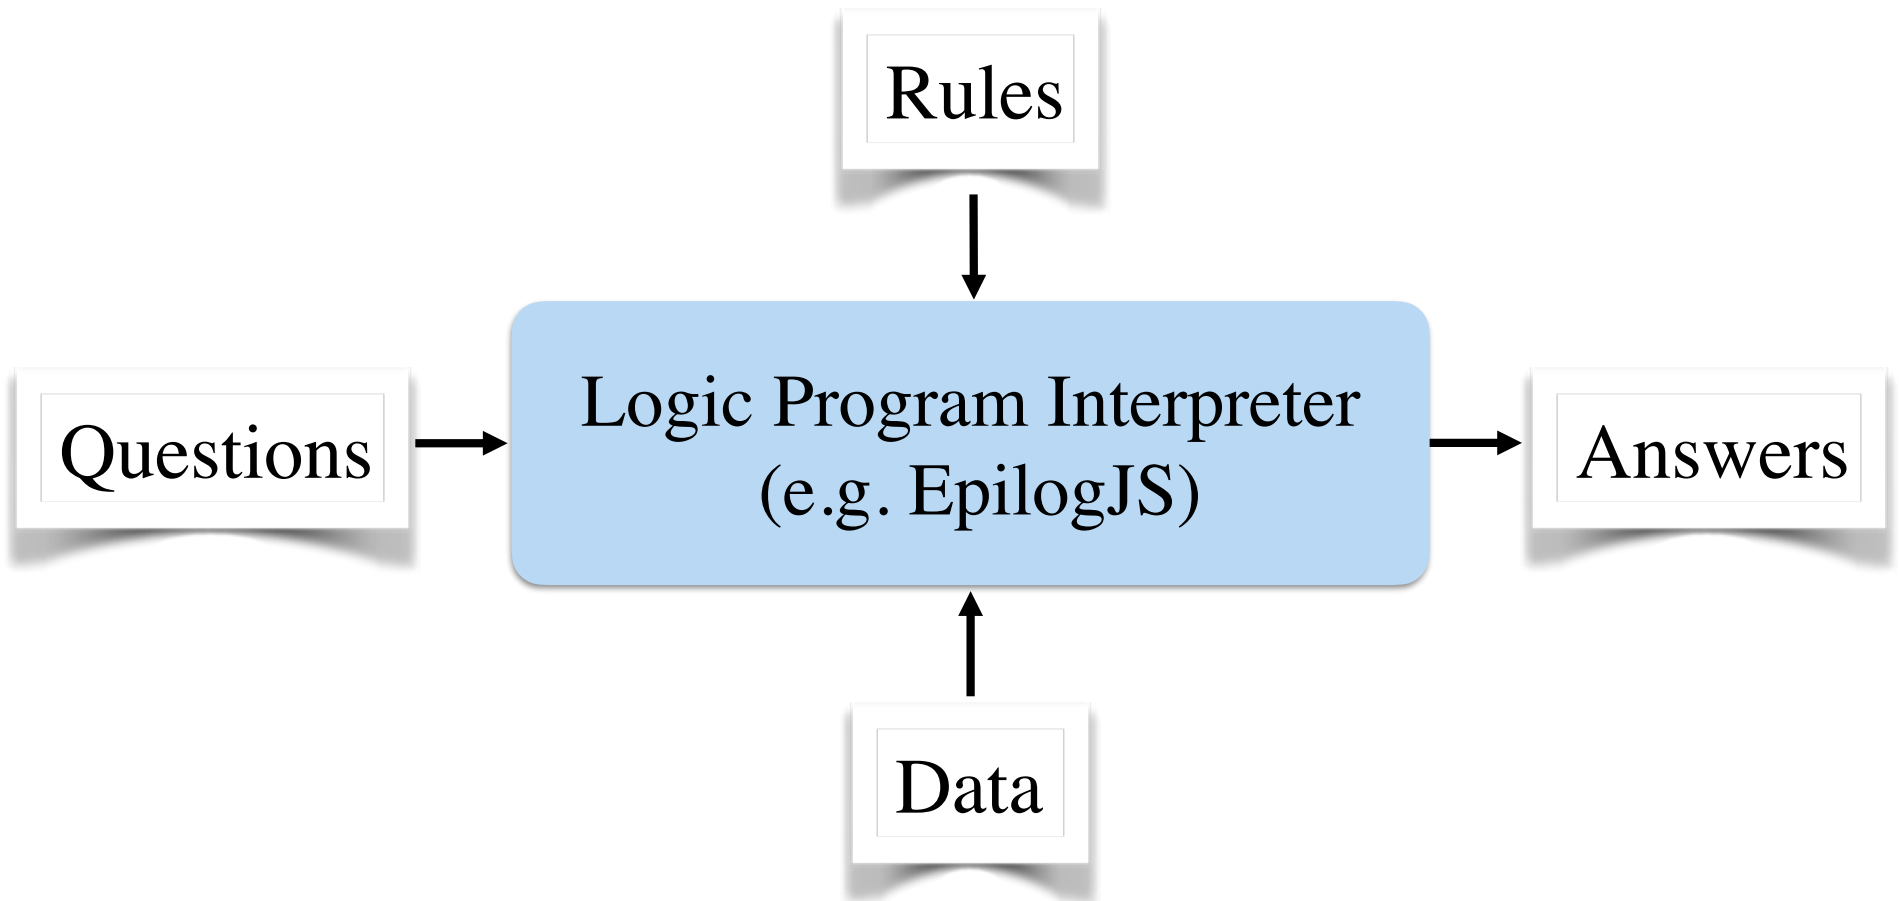 Rules
Questions
Logic Program Interpreter
(e.g. EpilogJS)
Answers
Data